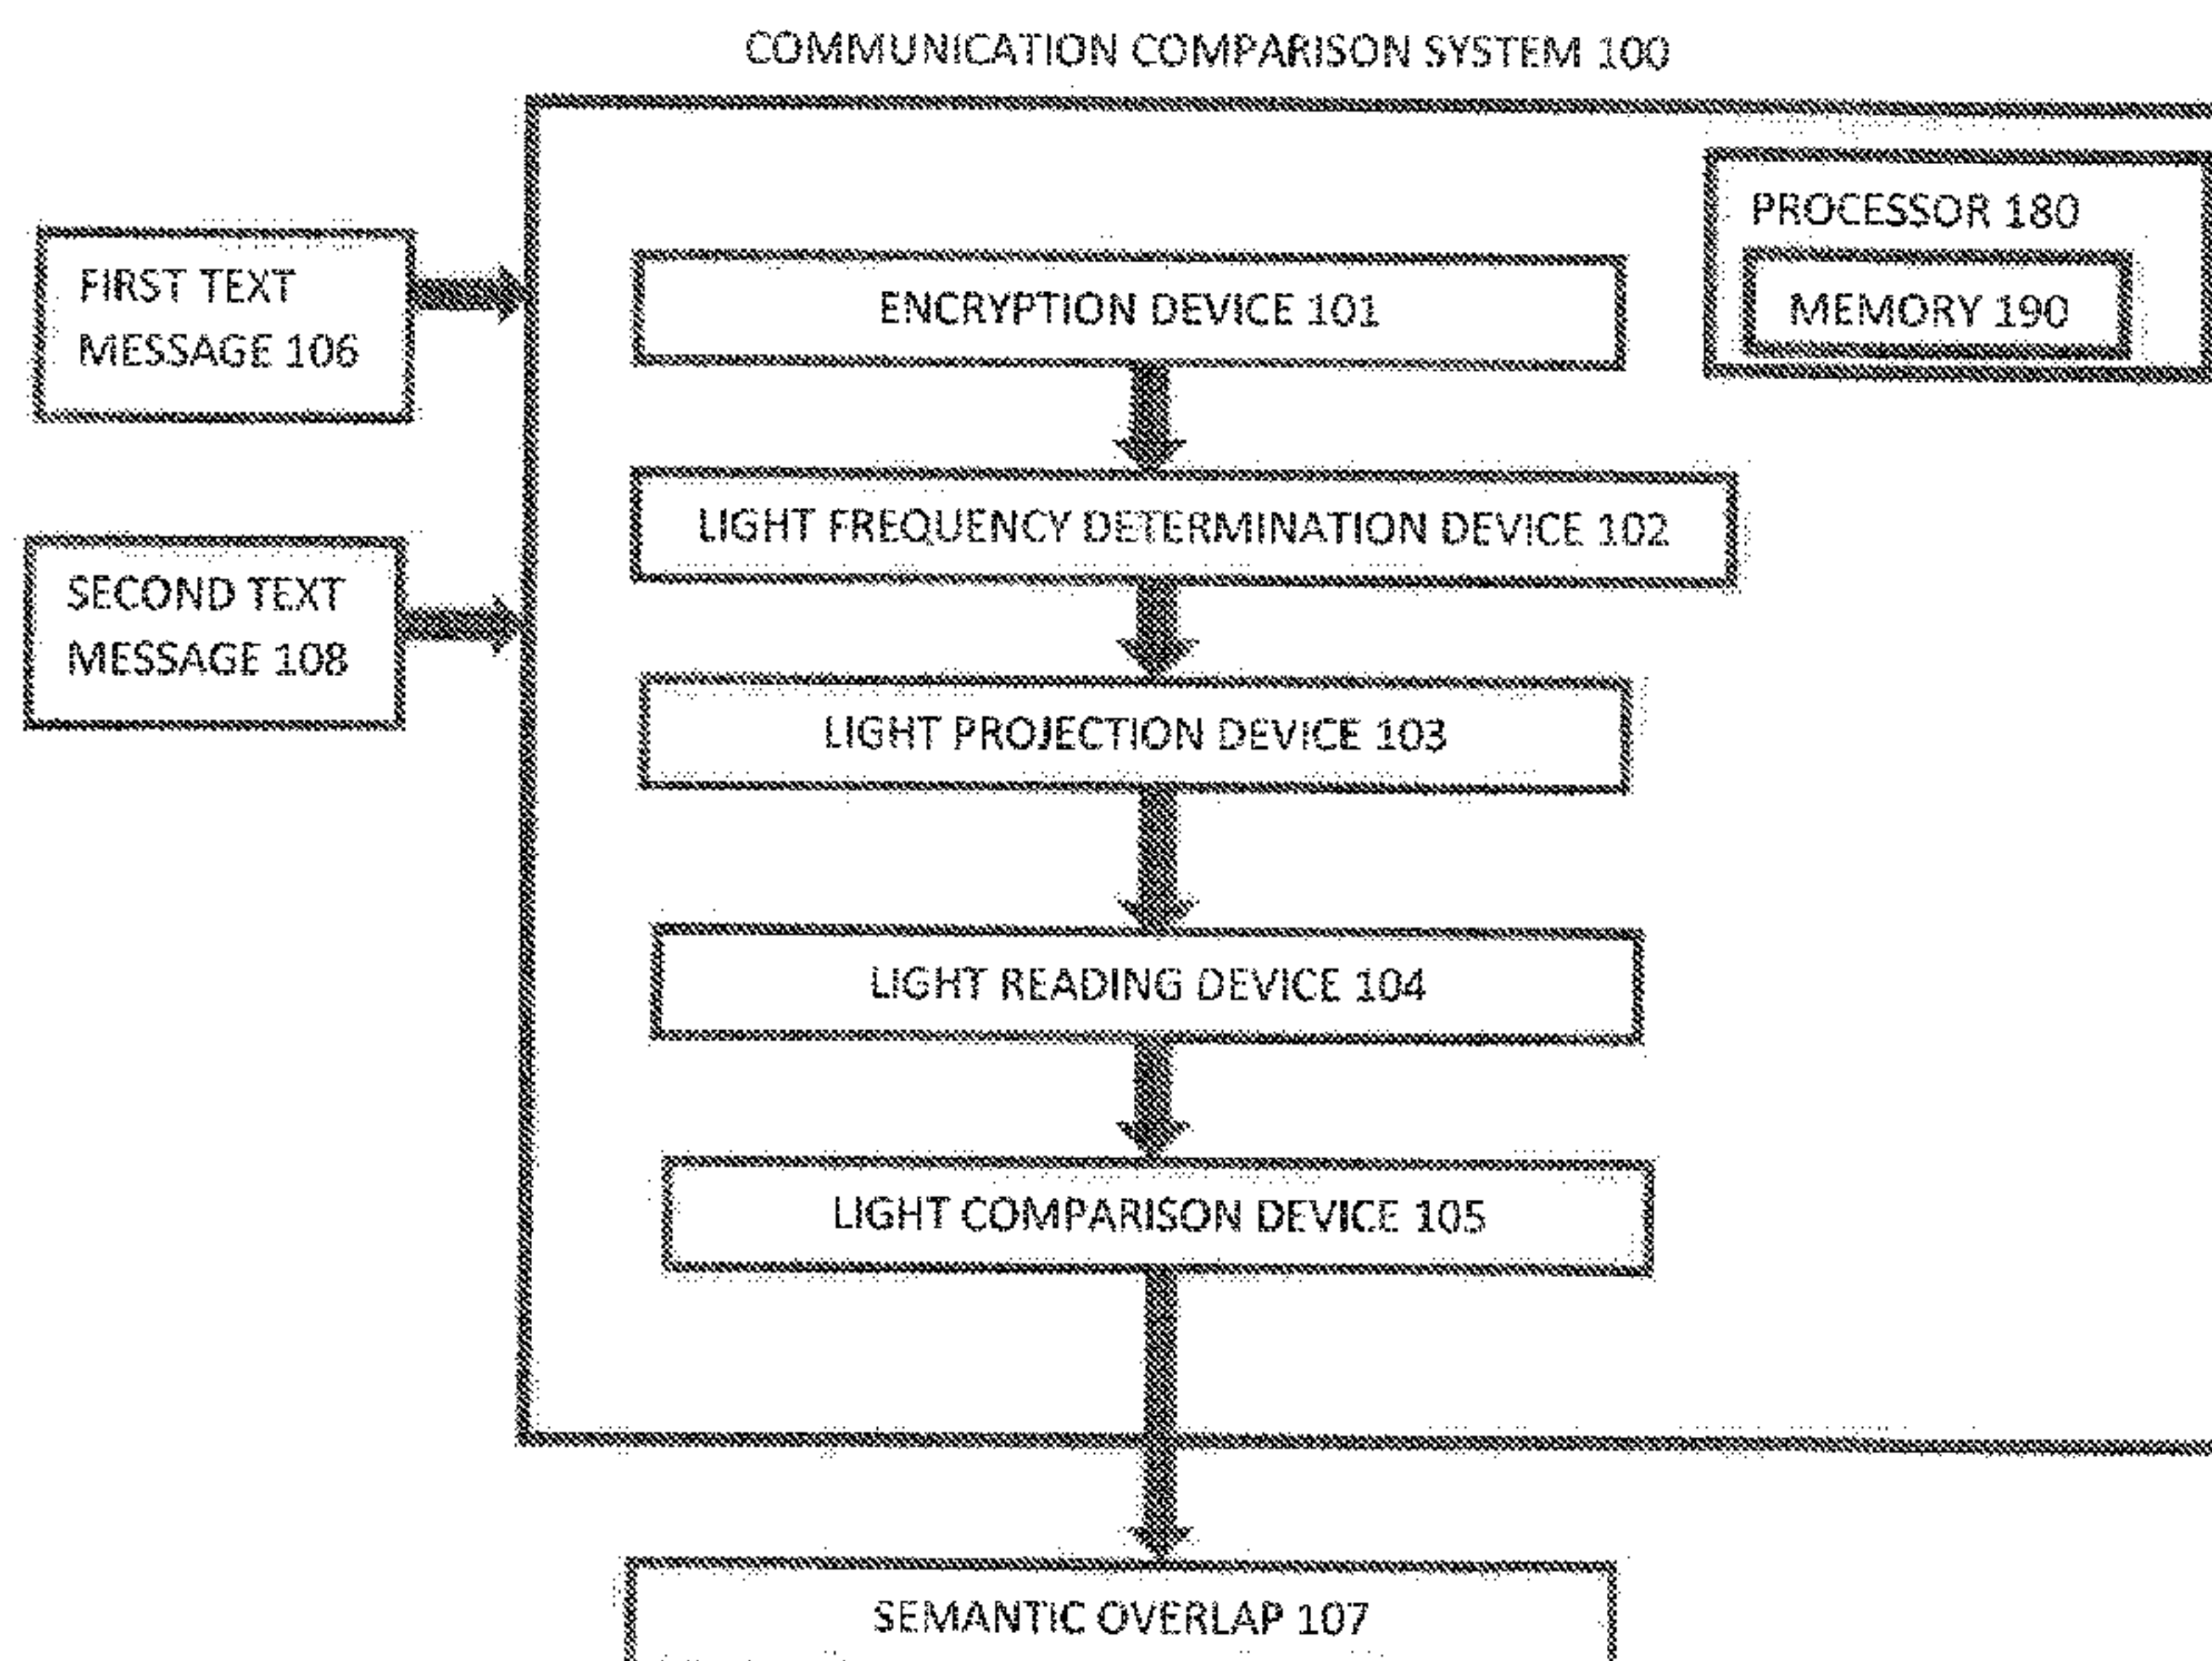 COMMUNICATION COMPARISON SYSTEM 100
PROCESSOR 180
MEMORY 190
FIRST TEXT
MESSAGE 106
ENCRYPTION DEVICE 101
LIGHT FREQUENCY DETERMINATION DEVICE 102
SECOND TEXT
MESSAGE 108
LIGHT PROJECTION DEVICE 103
LIGHT READING DEVICE 104
LIGHT COMPARISON DEVICE 105
SEMANTIC OVERLAP 107